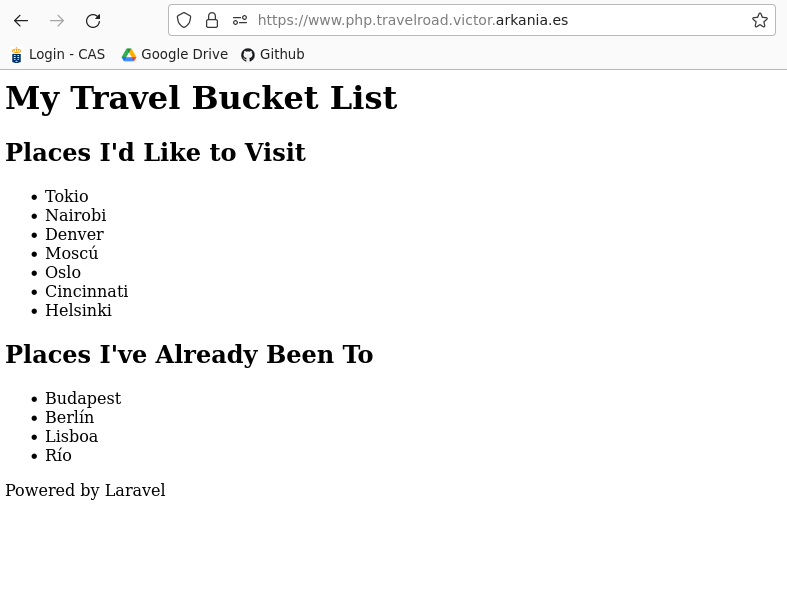 https://www.php.travelroad.victor.arkania.es
Login - CAS Google Drive Github
My Travel Bucket List
Places I'd Like to Visit
• Tokio
• Nairobi
• Denver
• Moscú
• Oslo
• Cincinnati
• Helsinki
Places I've Already Been To
• Budapest
• Berlín
• Lisboa
• Río
Powered by Laravel